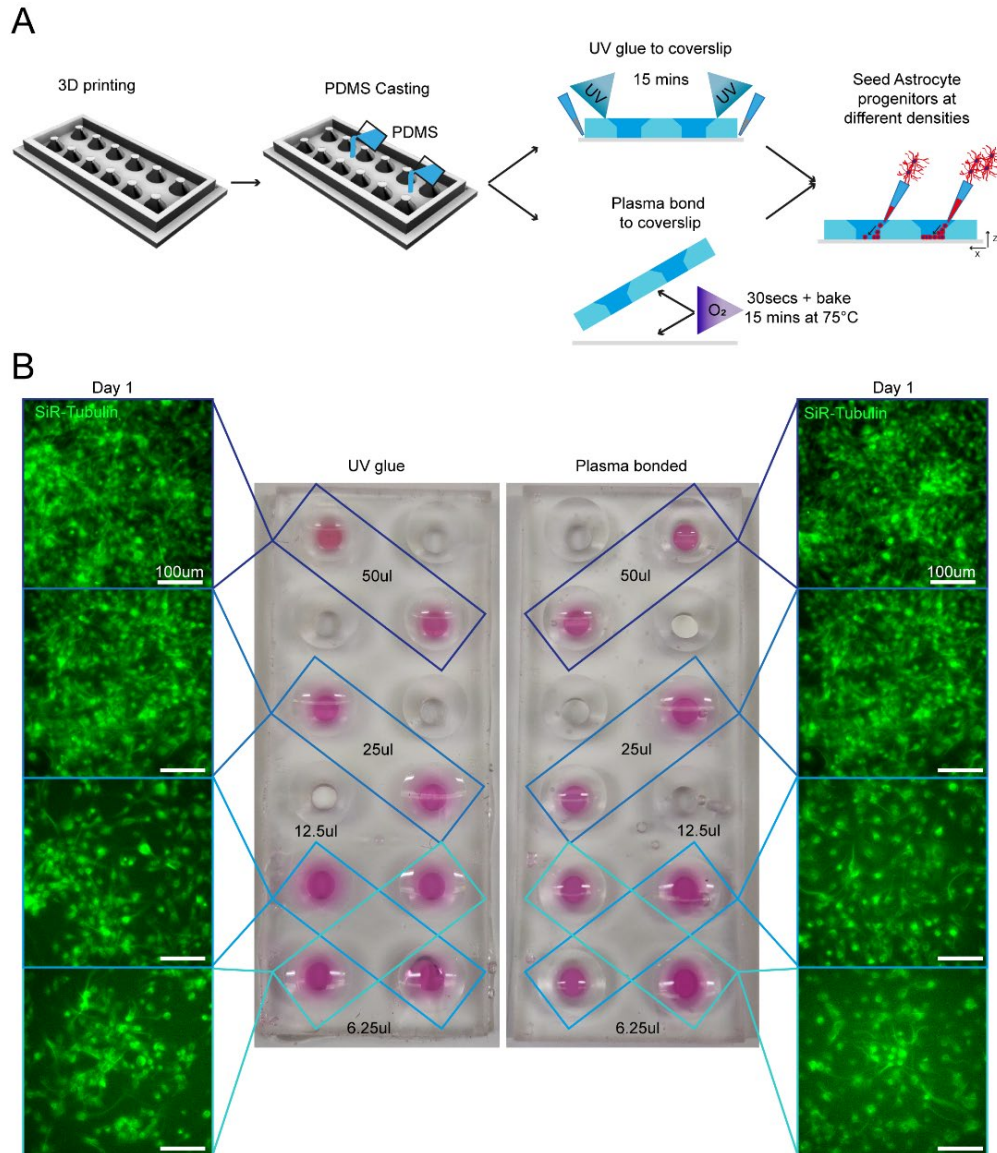 A
3D printing
PDMS Casting
PDMS
UV glue to coverslip
15 mins
UV
UV
Plasma bond
to coverslip
O₂
30secs + bake
15 mins at 75°C
Seed Astrocyte
progenitors at
different densities
z
x
B
Day 1
SiR-Tubulin
100um
UV glue
Plasma bonded
Day 1
SiR-Tubulin
100um
50ul
50ul
25ul
25ul
12.5ul
12.5ul
6.25ul
6.25ul